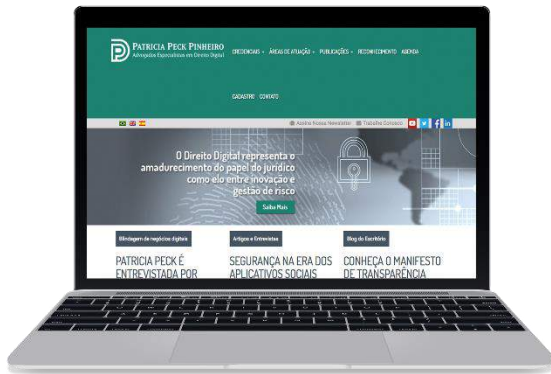 PATRICIA PECK PINHEIRO
Advogados Especialistas em Direito Digital
CREDENCIAIS ÁREAS DE ATUAÇÃO PUBLICAÇÕES RECONHECIMENTO AGENDA
CADASTRE CONTATO
Assine Nossa Newsletter Trabalhe Conosco
O Direito Digital representa o
amadurecimento do papel do jurídico
como elo entre inovação e
gestão de risco
Saiba Mais
Blindagem de negócios digitais
Artigos e Entrevistas
Blog do Escritório
PATRICIA PECK É
ENTREVISTADA POR
SEGURANÇA NA ERA DOS
APLICATIVOS SOCIAIS
CONHEÇA O MANIFESTO
DE TRANSPARÊNCIA